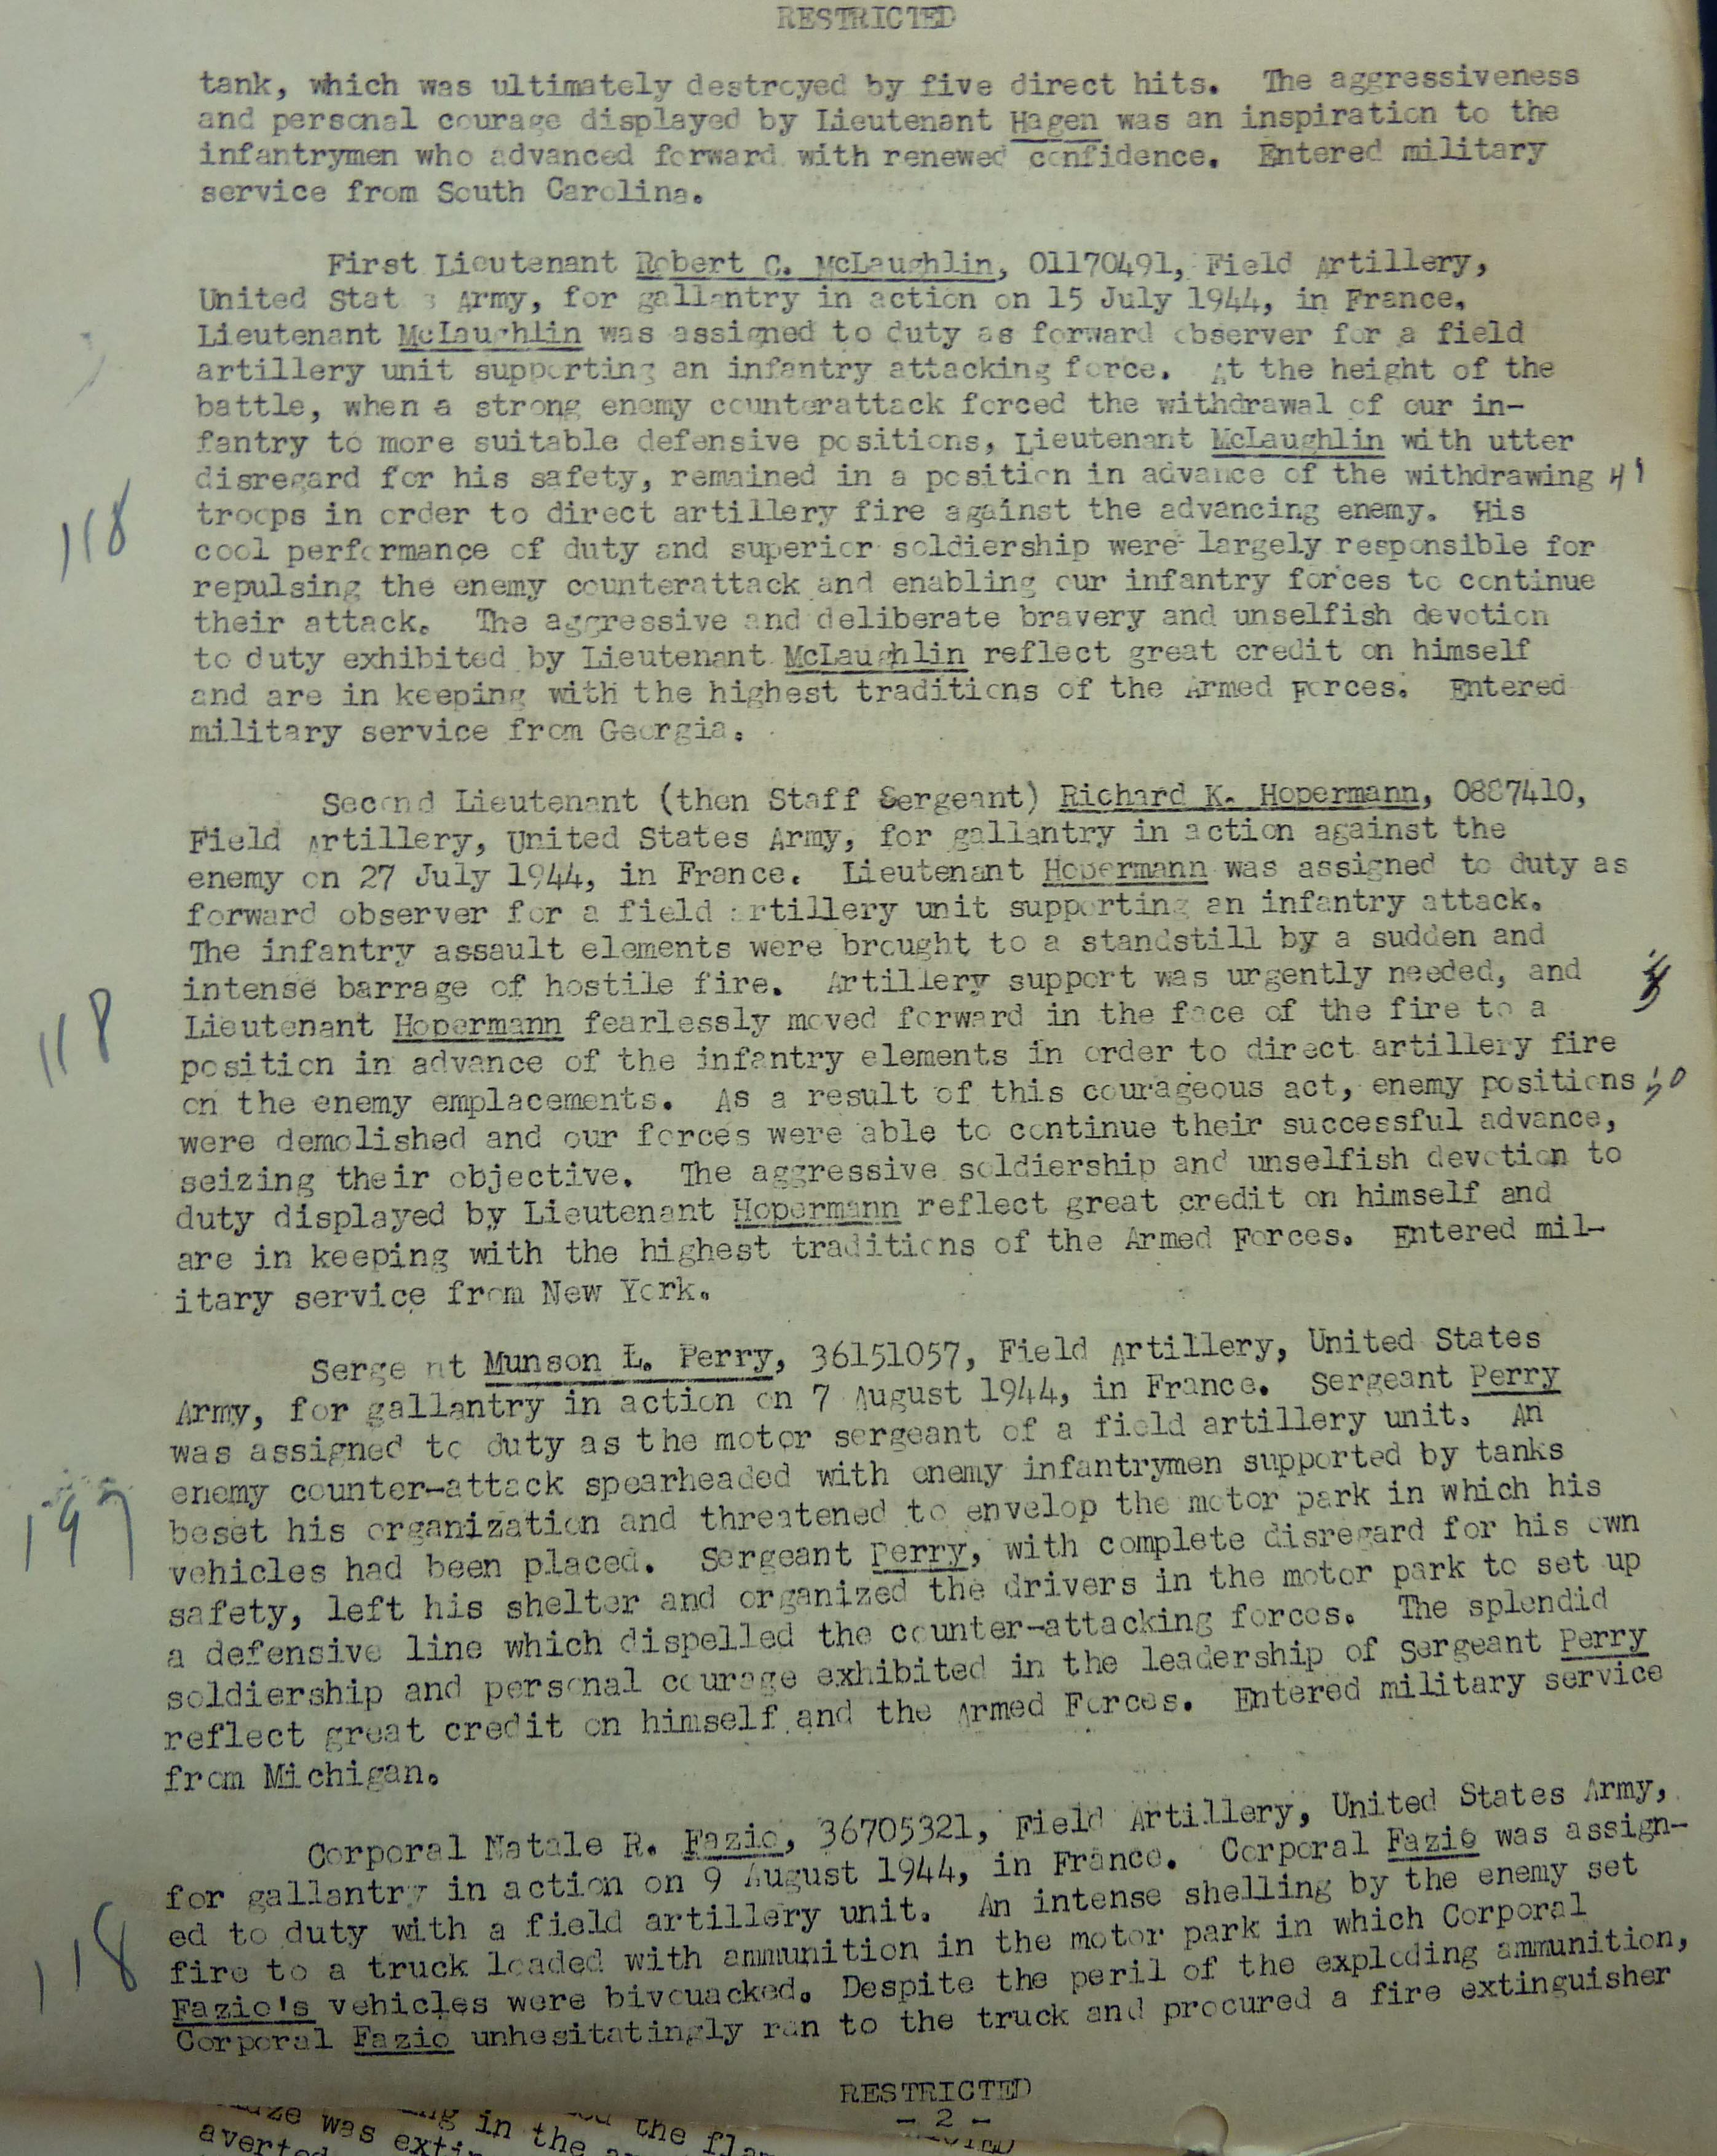 RESTRICTED
tank, which was ultimately destroyed by five direct hits. The aggressiveness
and personal courage displayed by Lieutenant Hagen was an inspiration to the
infantrymen who advanced forward with renewed confidence. Entered military
service from South Carolina.
First Lieutenant Robert C. McLaughlin, 01170491, Field Artillery,
United Stat s Army, for gallantry in action on 15 July 1944, in France.
Lieutenant McLaughlin was assigned to duty as forward observer for a field
artillery unit supporting an infantry attacking force. At the height of the
battle, when a strong enemy counterattack forced the withdrawal of our in-
fantry to more suitable defensive positions, Lieutenant McLaughlin with utter
disregard for his safety, remained in a position in advance of the withdrawing
troops in order to direct artillery fire against the advancing enemy. His
118
cool performance of duty and superior soldiership were largely responsible for
repulsing the enemy counterattack and enabling our infantry forces to continue
their attack. The aggressive and deliberate bravery and unselfish devotion
to duty exhibited by Lieutenant McLaughlin reflect great credit on himself
and are in keeping with the highest traditions of the Armed Forces. Entered
military service from Georgia.
Second Lieutenant (then Staff Sergeant) Richard K. Hopermann, 0887410,
Field Artillery, United States Army, for gallantry in action against the
enemy on 27 July 1944, in France. Lieutenant Hopermann was assigned to duty as
forward observer for a field artillery unit supporting an infantry attack.
The infantry assault elements were brought to a standstill by a sudden and
intense barrage of hostile fire. Artillery support was urgently needed, and
Lieutenant Hopermann fearlessly moved forward in the face of the fire to a
118
position in advance of the infantry elements in order to direct artillery fire
on the enemy emplacements. As a result of this courageous act, enemy positions
were demolished and our forces were able to continue their successful advance,
seizing their objective. The aggressive soldiership and unselfish devotion to
duty displayed by Lieutenant Hopermann reflect great credit on himself and
are in keeping with the highest traditions of the Armed Forces. Entered mil-
itary service from New York.
Serge nt Munson L. Perry, 36151057, Field Artillery, United States
Army, for gallantry in action on 7 August 1944, in France. Sergeant Perry
was assigned to duty as the motor sergeant of a field artillery unit. An
enemy counter-attack spearheaded with enemy infantrymen supported by tanks
beset his organization and threatened to envelop the motor park in which his
197
vehicles had been placed. Sergeant Perry, with complete disregard for his own
safety, left his shelter and organized the drivers in the motor park to set up
a defensive line which dispelled the counter-attacking forces. The splendid
soldiership and personal courage exhibited in the leadership of Sergeant Perry
reflect great credit on himself and the Armed Forces. Entered military service
from Michigan.
Corporal Natale R. Fazio, 36705321, Field Artillery, United States Army,
for gallantry in action on 9 August 1944, in France. Corporal Fazio was assign-
ed to duty with a field artillery unit. An intense shelling by the enemy set
118
fire to a truck loaded with ammunition in the motor park in which Corporal
Fazio's vehicles were bivouacked. Despite the peril of the exploding ammunition,
Corporal Fazio unhesitatingly ran to the truck and procured a fire extinguisher
RESTRICTED
- 2 -
was in the